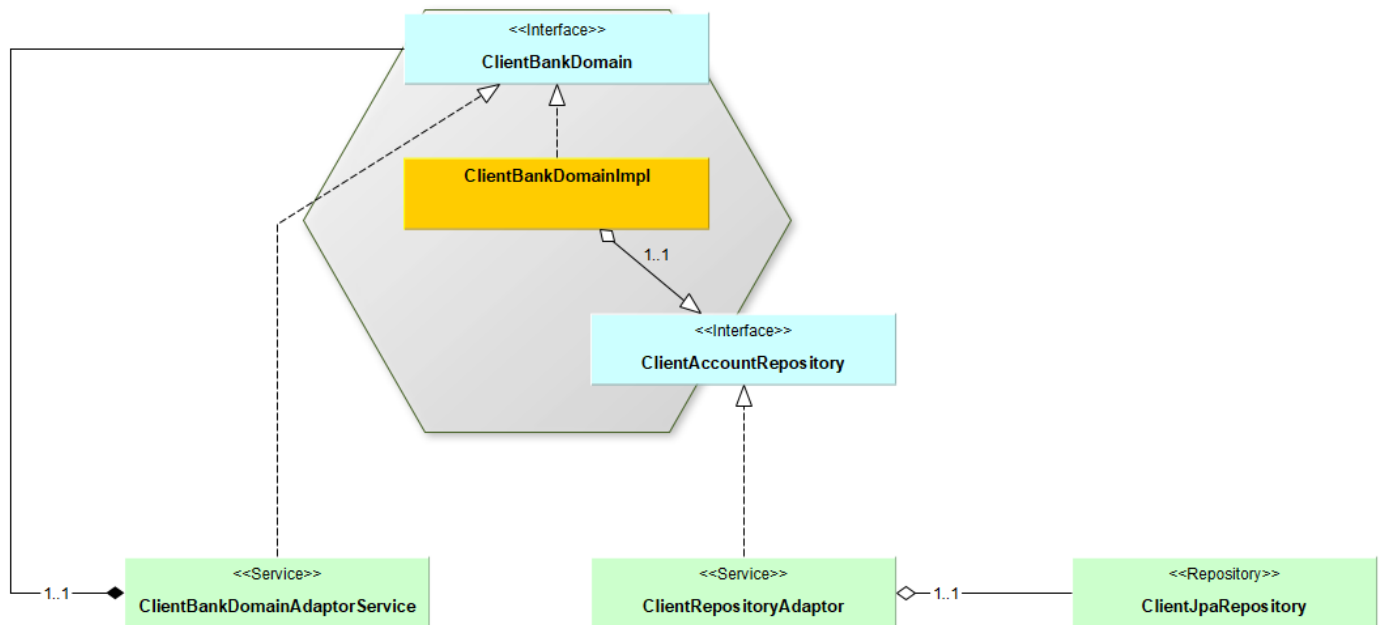 <<Interface>>
ClientBankDomain
ClientBankDomainImpl
1..1
<<Interface>>
ClientAccountRepository
1..1
<<Service>>
ClientBankDomainAdaptorService
<<Service>>
ClientRepositoryAdaptor
1..1
<<Repository>>
ClientJpaRepository